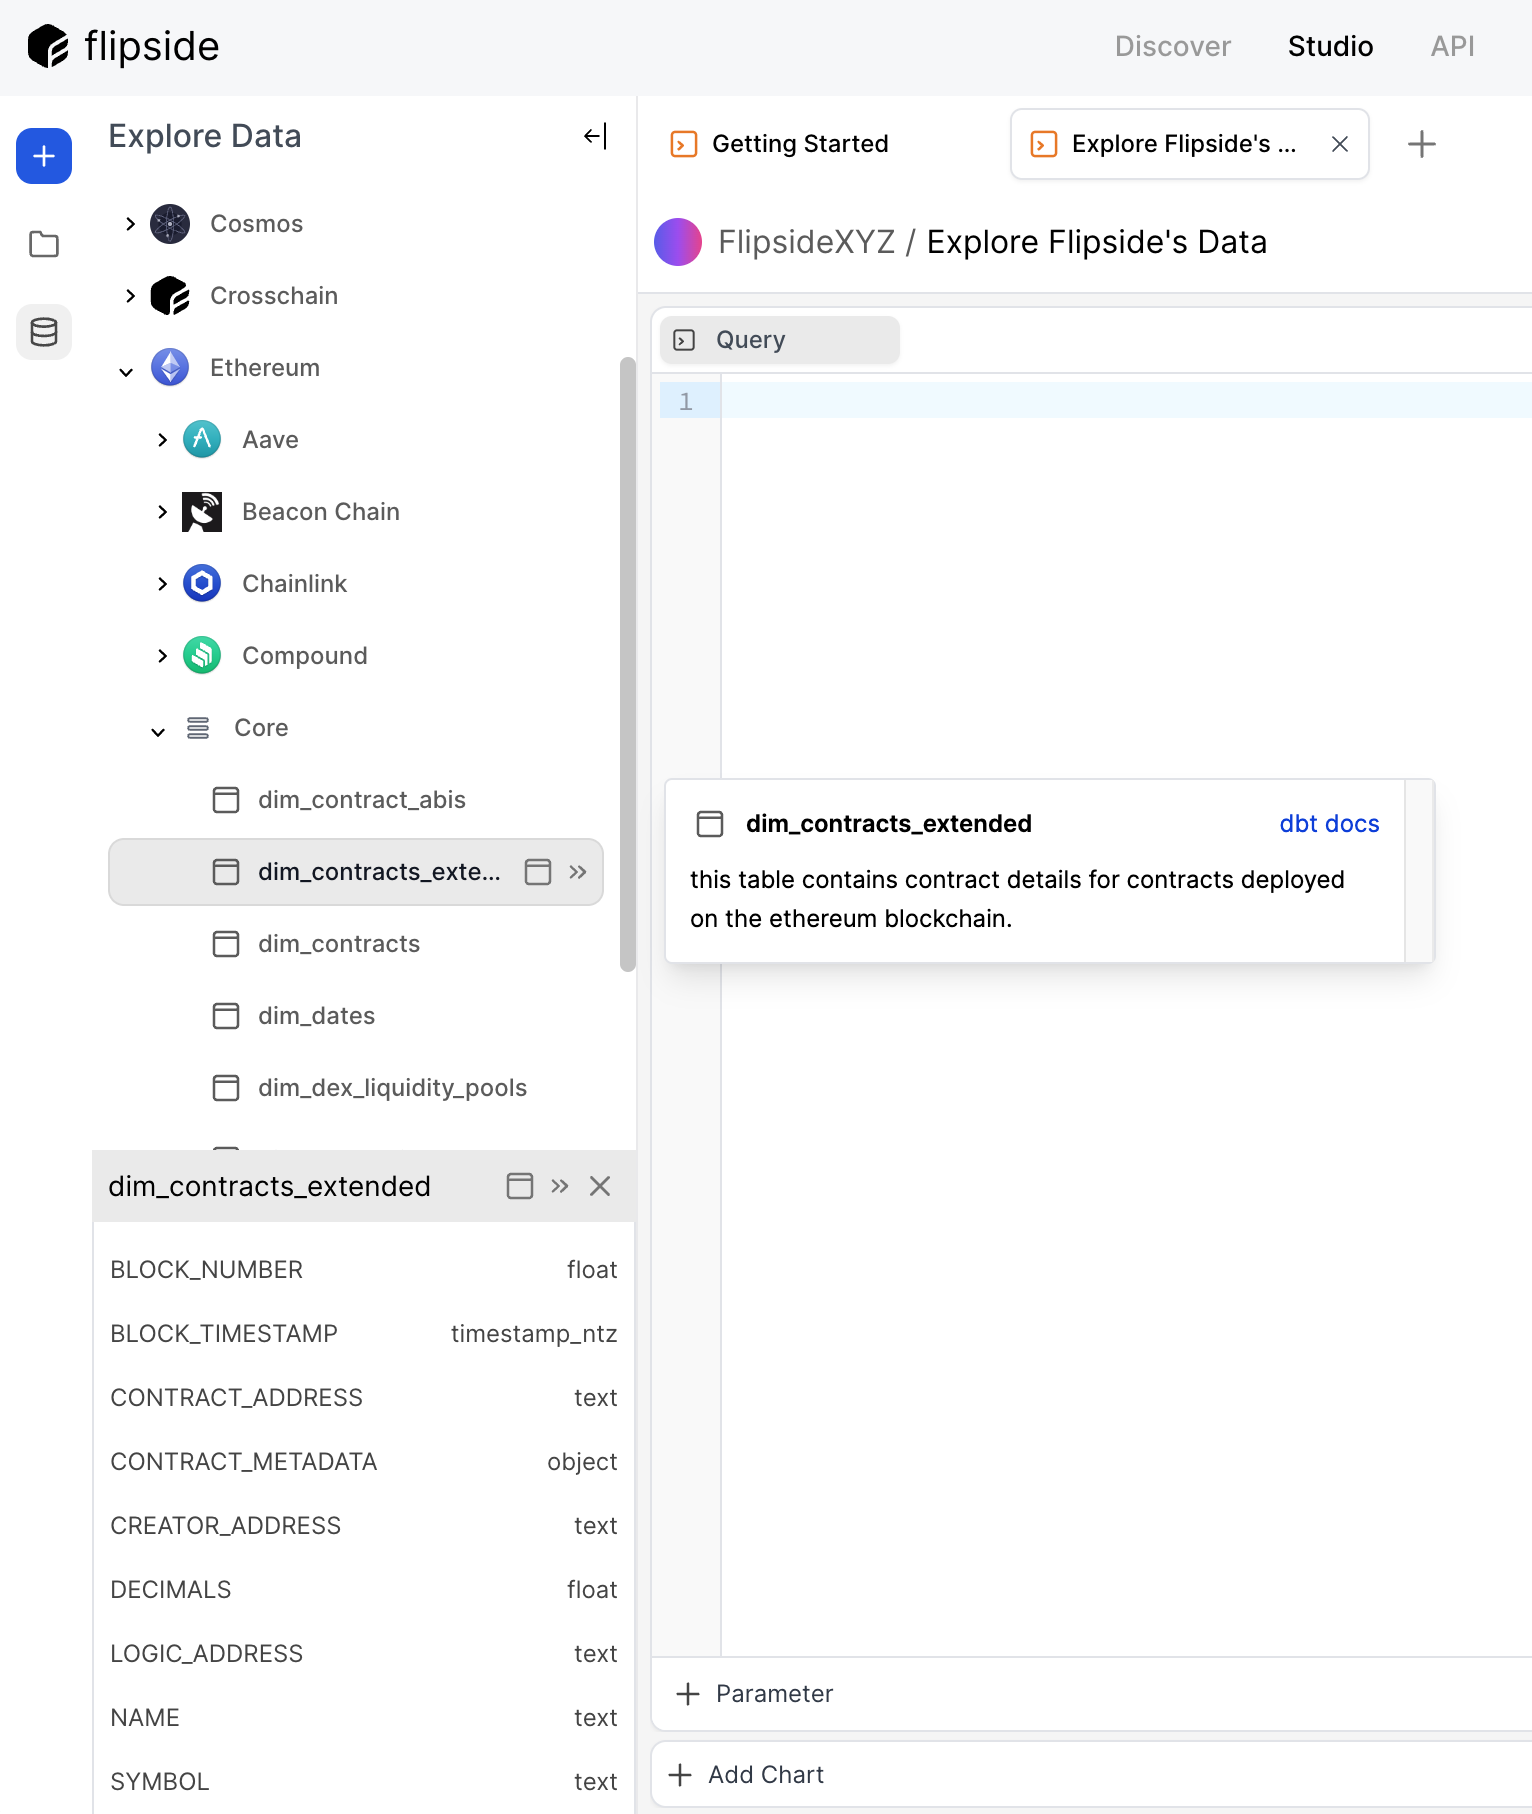 flipside
Discover
Studio
API
Explore Data
Cosmos
Crosschain
Ethereum
Aave
Beacon Chain
Chainlink
Compound
Core
dim_contract_abis
dim_contracts_exte...
dim_contracts
dim_dates
dim_dex_liquidity_pools
dim_contracts_extended
BLOCK_NUMBER float
BLOCK_TIMESTAMP timestamp_ntz
CONTRACT_ADDRESS text
CONTRACT_METADATA object
CREATOR_ADDRESS text
DECIMALS float
LOGIC_ADDRESS text
NAME text
SYMBOL text
Getting Started
Explore Flipside's ...
FlipsideXYZ / Explore Flipside's Data
Query
1
dim_contracts_extended
dbt docs
this table contains contract details for contracts deployed
on the ethereum blockchain.
Parameter
Add Chart